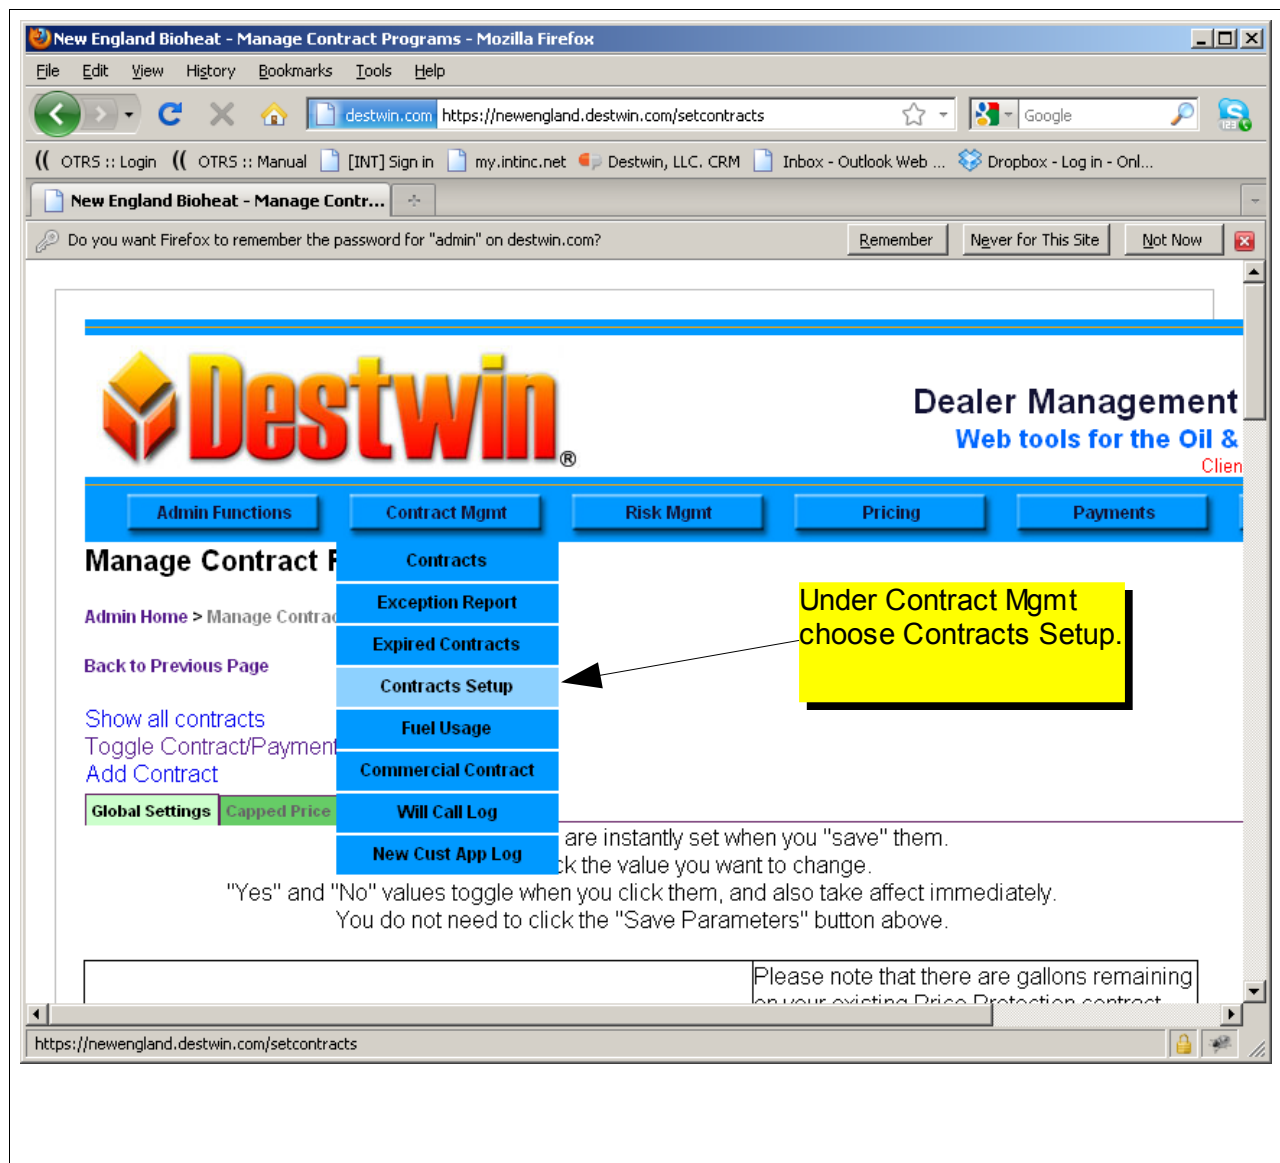 New England Bioheat - Manage Contract Programs - Mozilla Firefox
File Edit View History Bookmarks Tools Help
destwin.com https://newengland.destwin.com/setcontracts Google
OTRS :: Login OTRS :: Manual [INT] Sign in my.intinc.net Destwin, LLC. CRM Inbox - Outlook Web ... Dropbox - Log in - Onl...
New England Bioheat - Manage Contr...
Do you want Firefox to remember the password for "admin" on destwin.com? Remember Never for This Site Not Now
Destwin®
Dealer Management
Web tools for the Oil &
Clien
Admin Functions Contract Mgmt Risk Mgmt Pricing Payments
Manage Contract
Contracts
Exception Report
Admin Home > Manage Contrac
Expired Contracts
Back to Previous Page
Contracts Setup
Under Contract Mgmt
choose Contracts Setup.
Show all contracts
Fuel Usage
Toggle Contract/Payment
Add Contract
Commercial Contract
Global Settings Capped Price
Will Call Log
New Cust App Log
are instantly set when you "save" them.
ck the value you want to change.
"Yes" and "No" values toggle when you click them, and also take affect immediately.
You do not need to click the "Save Parameters" button above.
Please note that there are gallons remaining
on your existing Price Protection contract
https://newengland.destwin.com/setcontracts